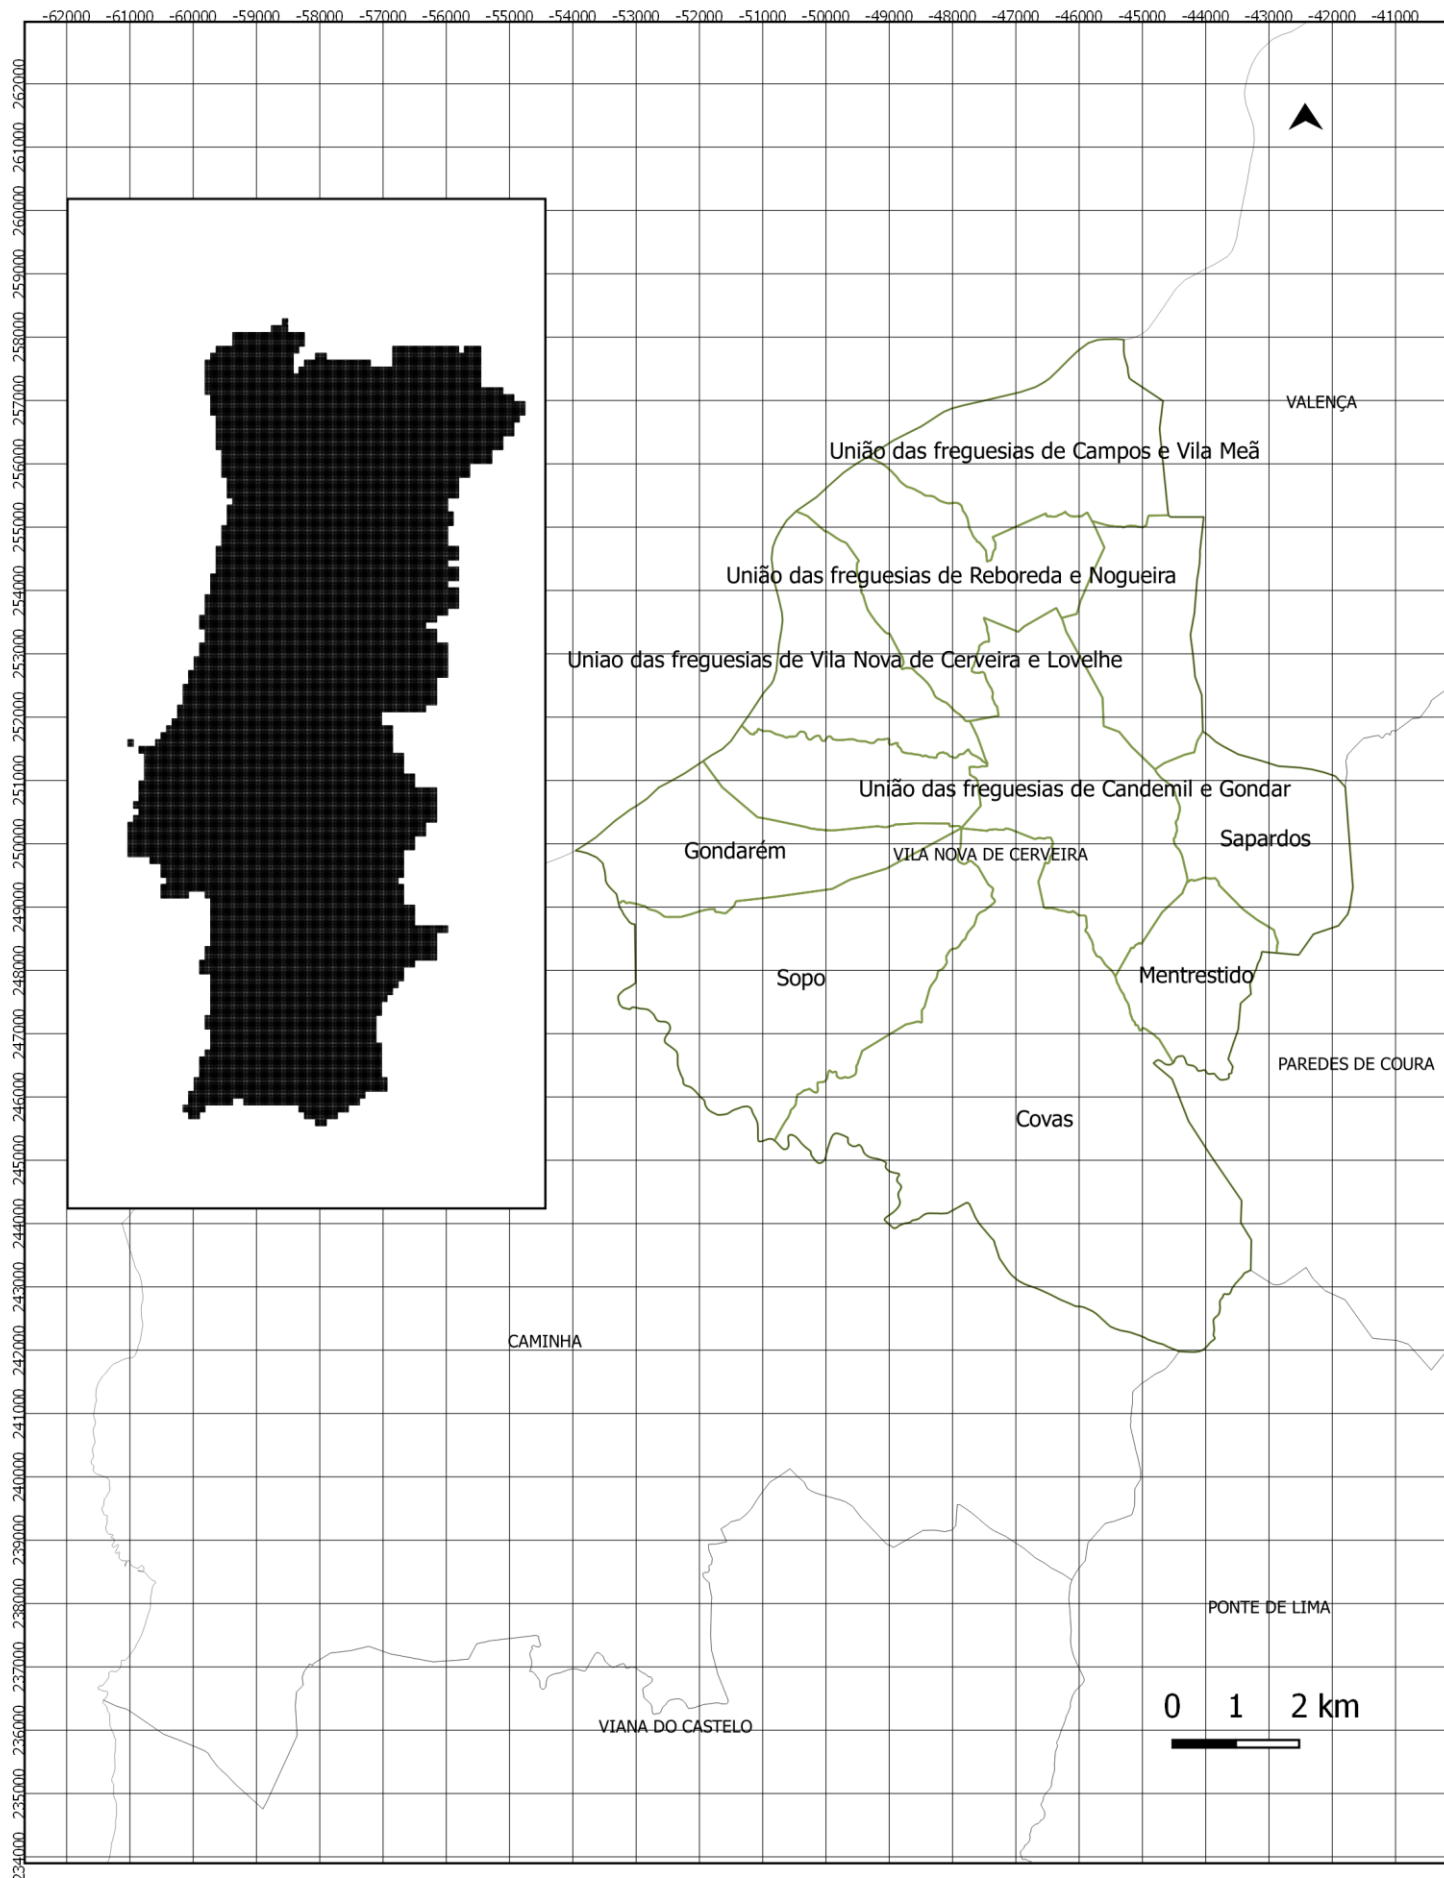 -62000 -61000 -60000 -59000 -58000 -57000 -56000 -55000 -54000 -53000 -52000 -51000 -50000 -49000 -48000 -47000 -46000 -45000 -44000 -43000 -42000 -41000
262000
261000
260000
259000
258000
257000
256000
255000
254000
253000
252000
251000
250000
249000
248000
247000
246000
245000
244000
243000
242000
241000
240000
239000
238000
237000
236000
235000
234000
VALENÇA
União das freguesias de Campos e Vila Meã
União das freguesias de Reboreda e Nogueira
Uniao das freguesias de Vila Nova de Cerveira e Lovelhe
União das freguesias de Candemil e Gondar
Sapardos
Gondarém
VILA NOVA DE CERVEIRA
Mentrestido
Sopo
PAREDES DE COURA
Covas
CAMINHA
PONTE DE LIMA
VIANA DO CASTELO
0 1 2 km